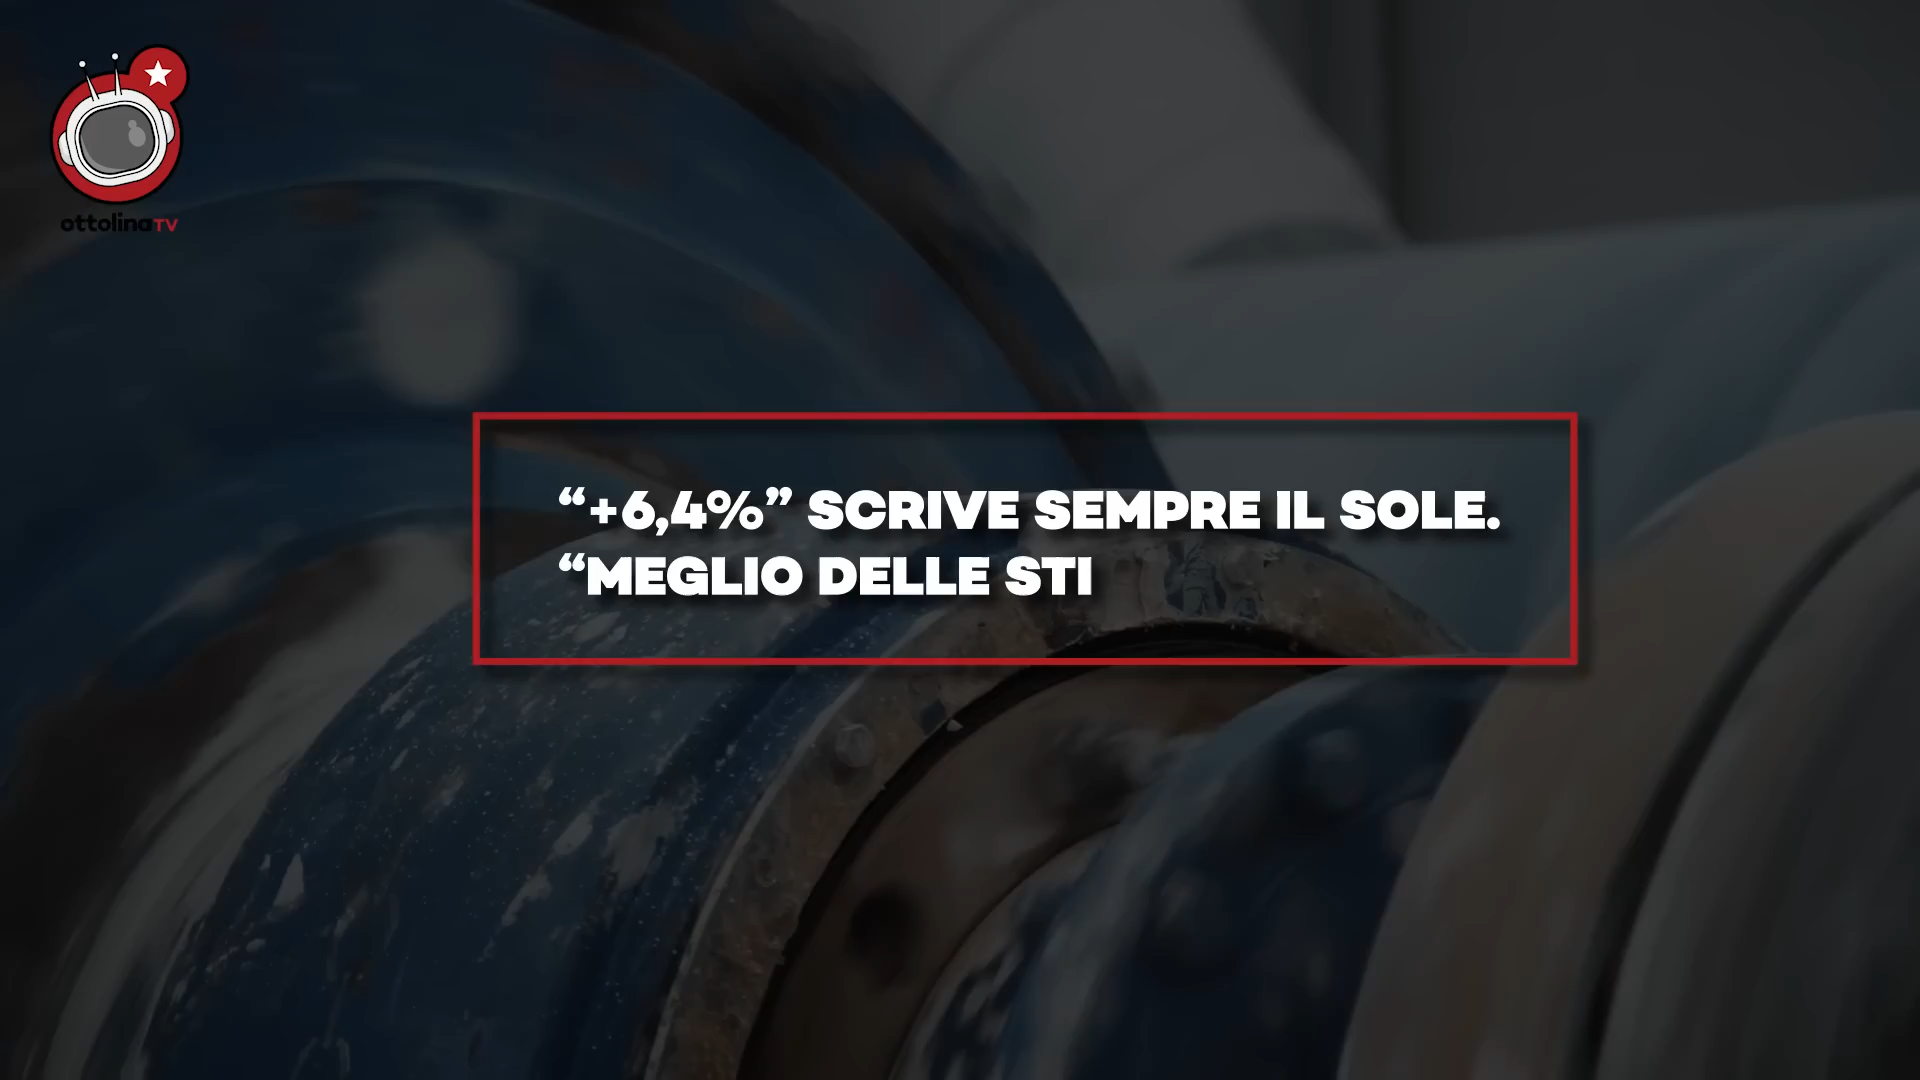 ottolinaTV
“+6,4%” SCRIVE SEMPRE IL SOLE.
“MEGLIO DELLE STI